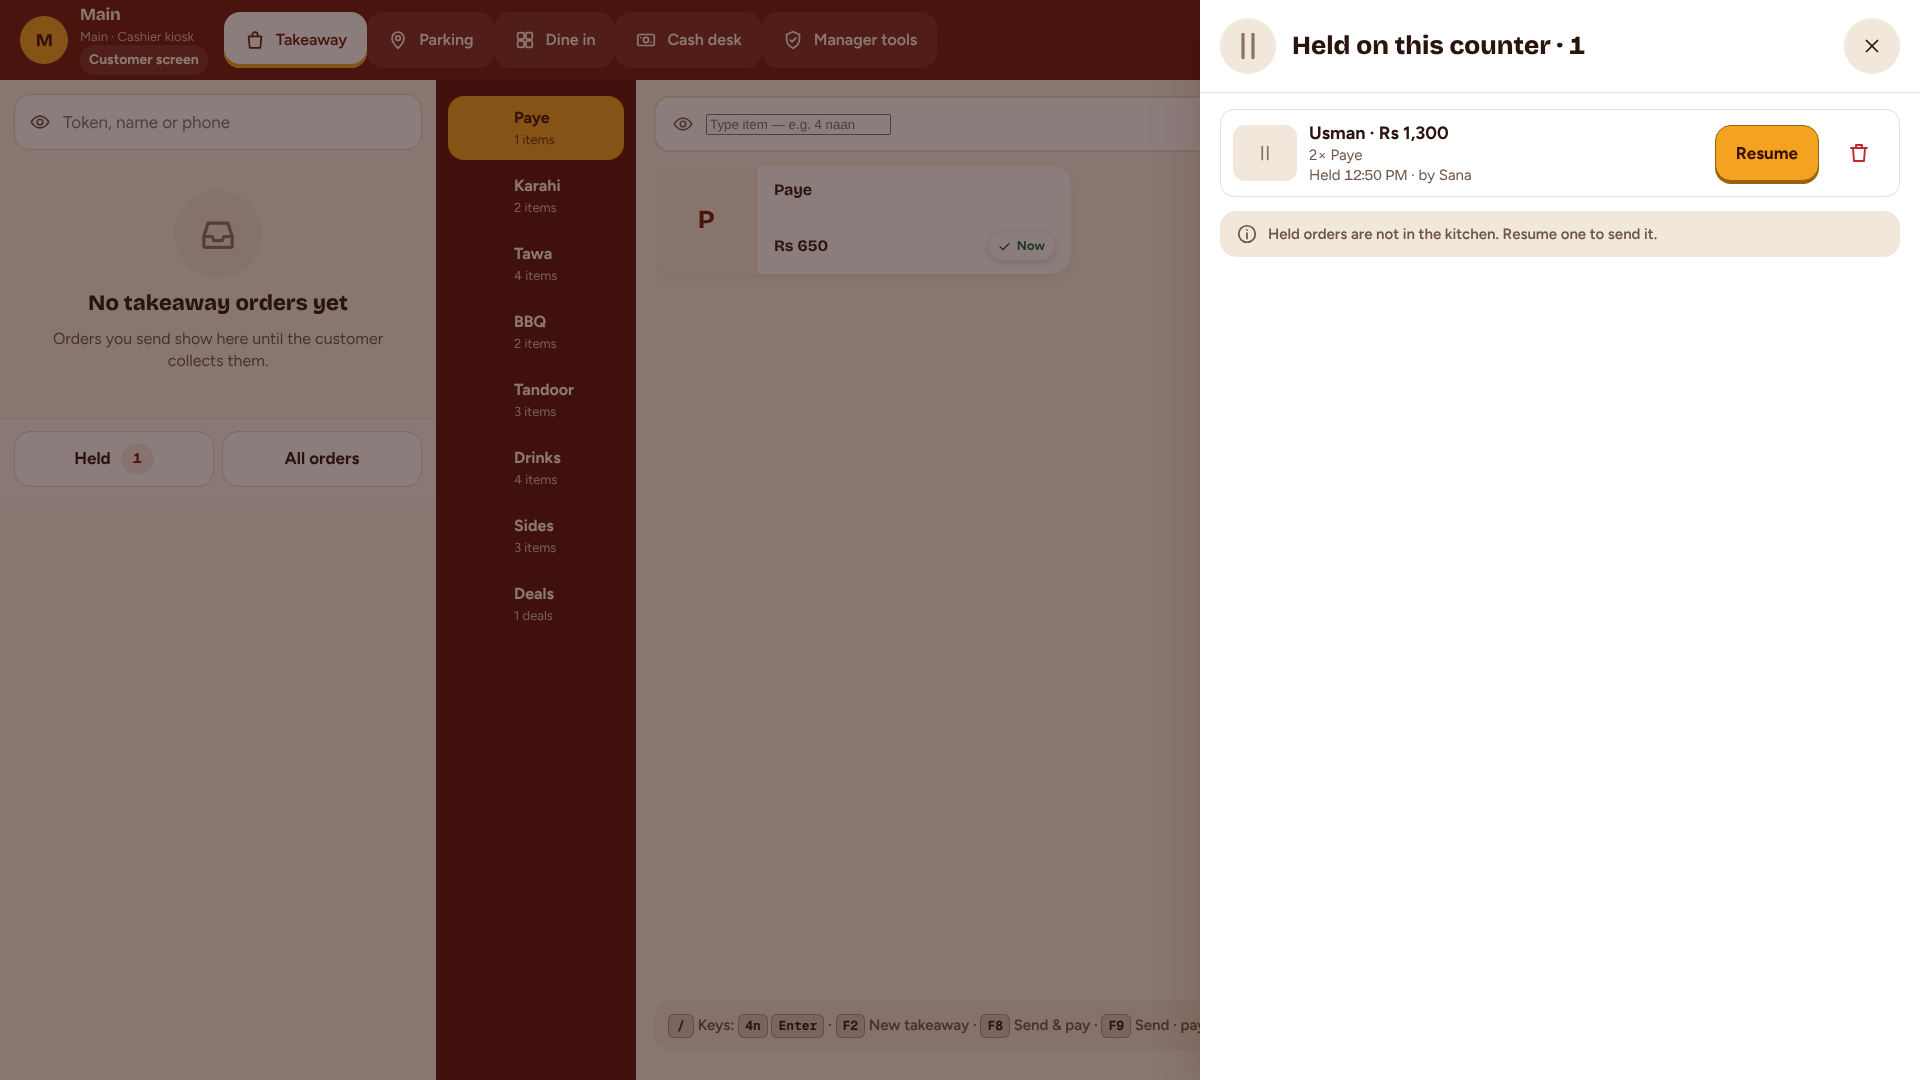 M
Main
Main · Cashier kiosk
Customer screen
Takeaway
Parking
Dine in
Cash desk
Manager tools
Token, name or phone
No takeaway orders yet
Orders you send show here until the customer
collects them.
Held 1
All orders
Paye
1 items
Karahi
2 items
Tawa
4 items
BBQ
2 items
Tandoor
3 items
Drinks
4 items
Sides
3 items
Deals
1 deals
Type item — e.g. 4 naan
P
Paye
Rs 650
Now
/ Keys: 4n Enter · F2 New takeaway · F8 Send & pay · F9 Send · pay
Held on this counter · 1
Usman · Rs 1,300
2× Paye
Held 12:50 PM · by Sana
Resume
Held orders are not in the kitchen. Resume one to send it.